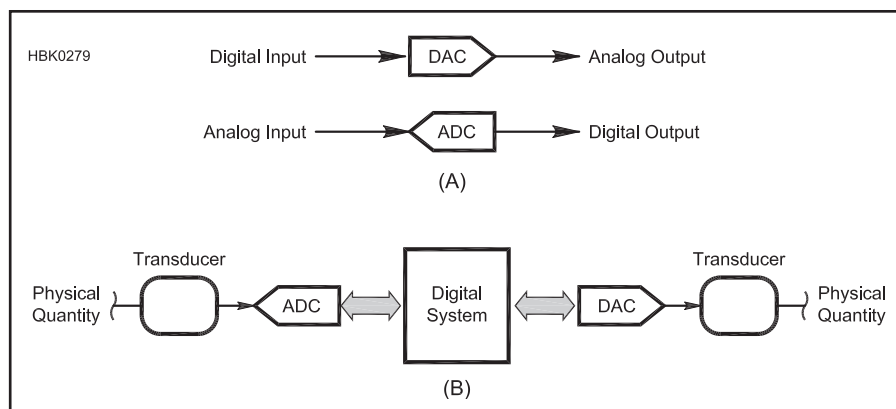 HBK0279
Digital Input DAC Analog Output
Analog Input ADC Digital Output
(A)
Transducer Transducer
Physical Quantity ADC Digital System DAC Physical Quantity
(B)